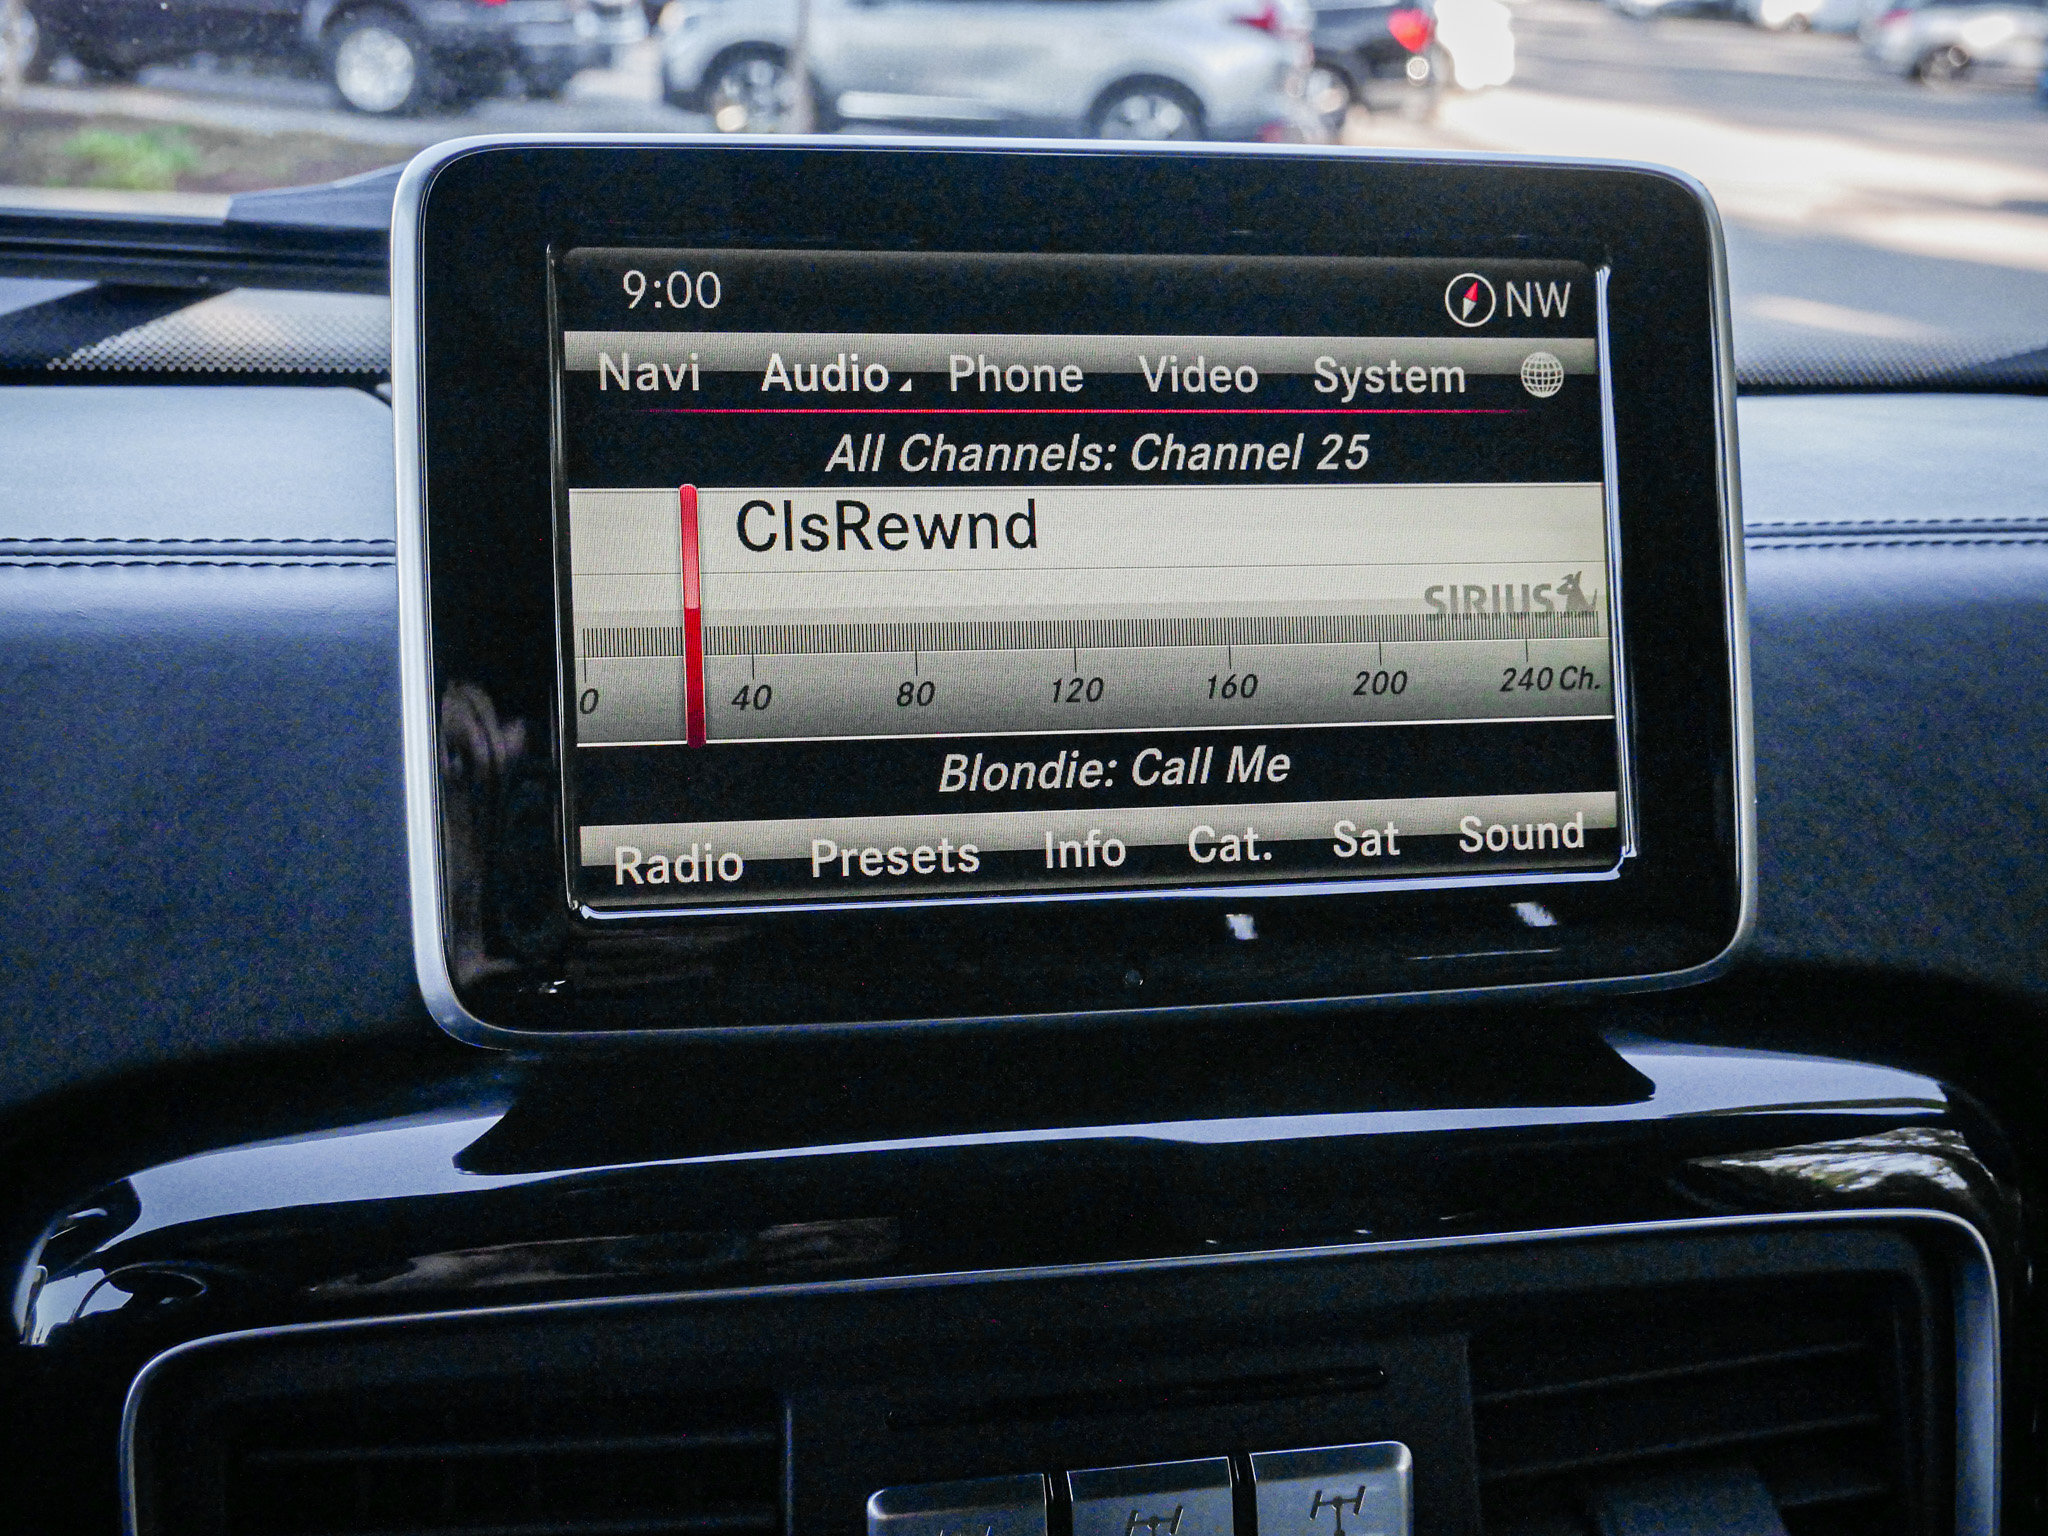 9:00 NW
Navi Audio Phone Video System
All Channels: Channel 25
ClsRewnd
SIRIUS
0 40 80 120 160 200 240 Ch.
Blondie: Call Me
Radio Presets Info Cat. Sat Sound